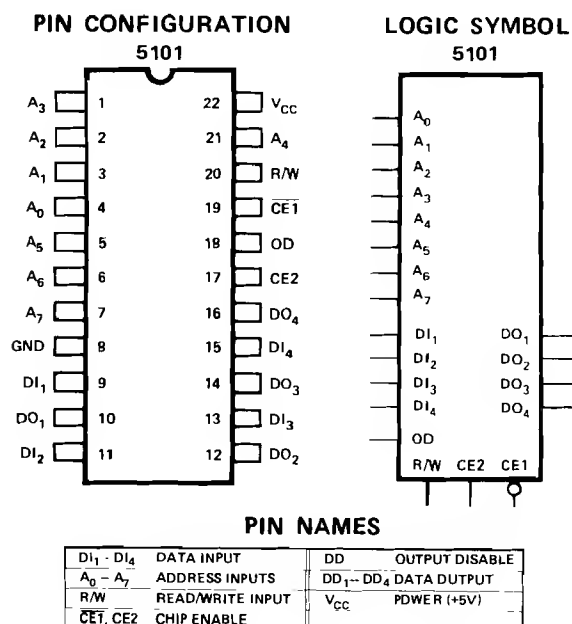 PIN CONFIGURATION
5101
A3 1 22 VCC
A2 2 21 A4
A1 3 20 R/W
A0 4 19 CE1
A5 5 18 OD
A6 6 17 CE2
A7 7 16 DO4
GND 8 15 DI4
DI1 9 14 DO3
DO1 10 13 DI3
DI2 11 12 DO2
LOGIC SYMBOL
5101
A0
A1
A2
A3
A4
A5
A6
A7
DI1 DO1
DI2 DO2
DI3 DO3
DI4 DO4
OD
R/W CE2 CE1
PIN NAMES
DI1 - DI4 DATA INPUT DD OUTPUT DISABLE
A0 – A7 ADDRESS INPUTS DD1-- DD4 DATA DUTPUT
R/W READ/WRITE INPUT VCC PDWER (+5V)
CE1, CE2 CHIP ENABLE